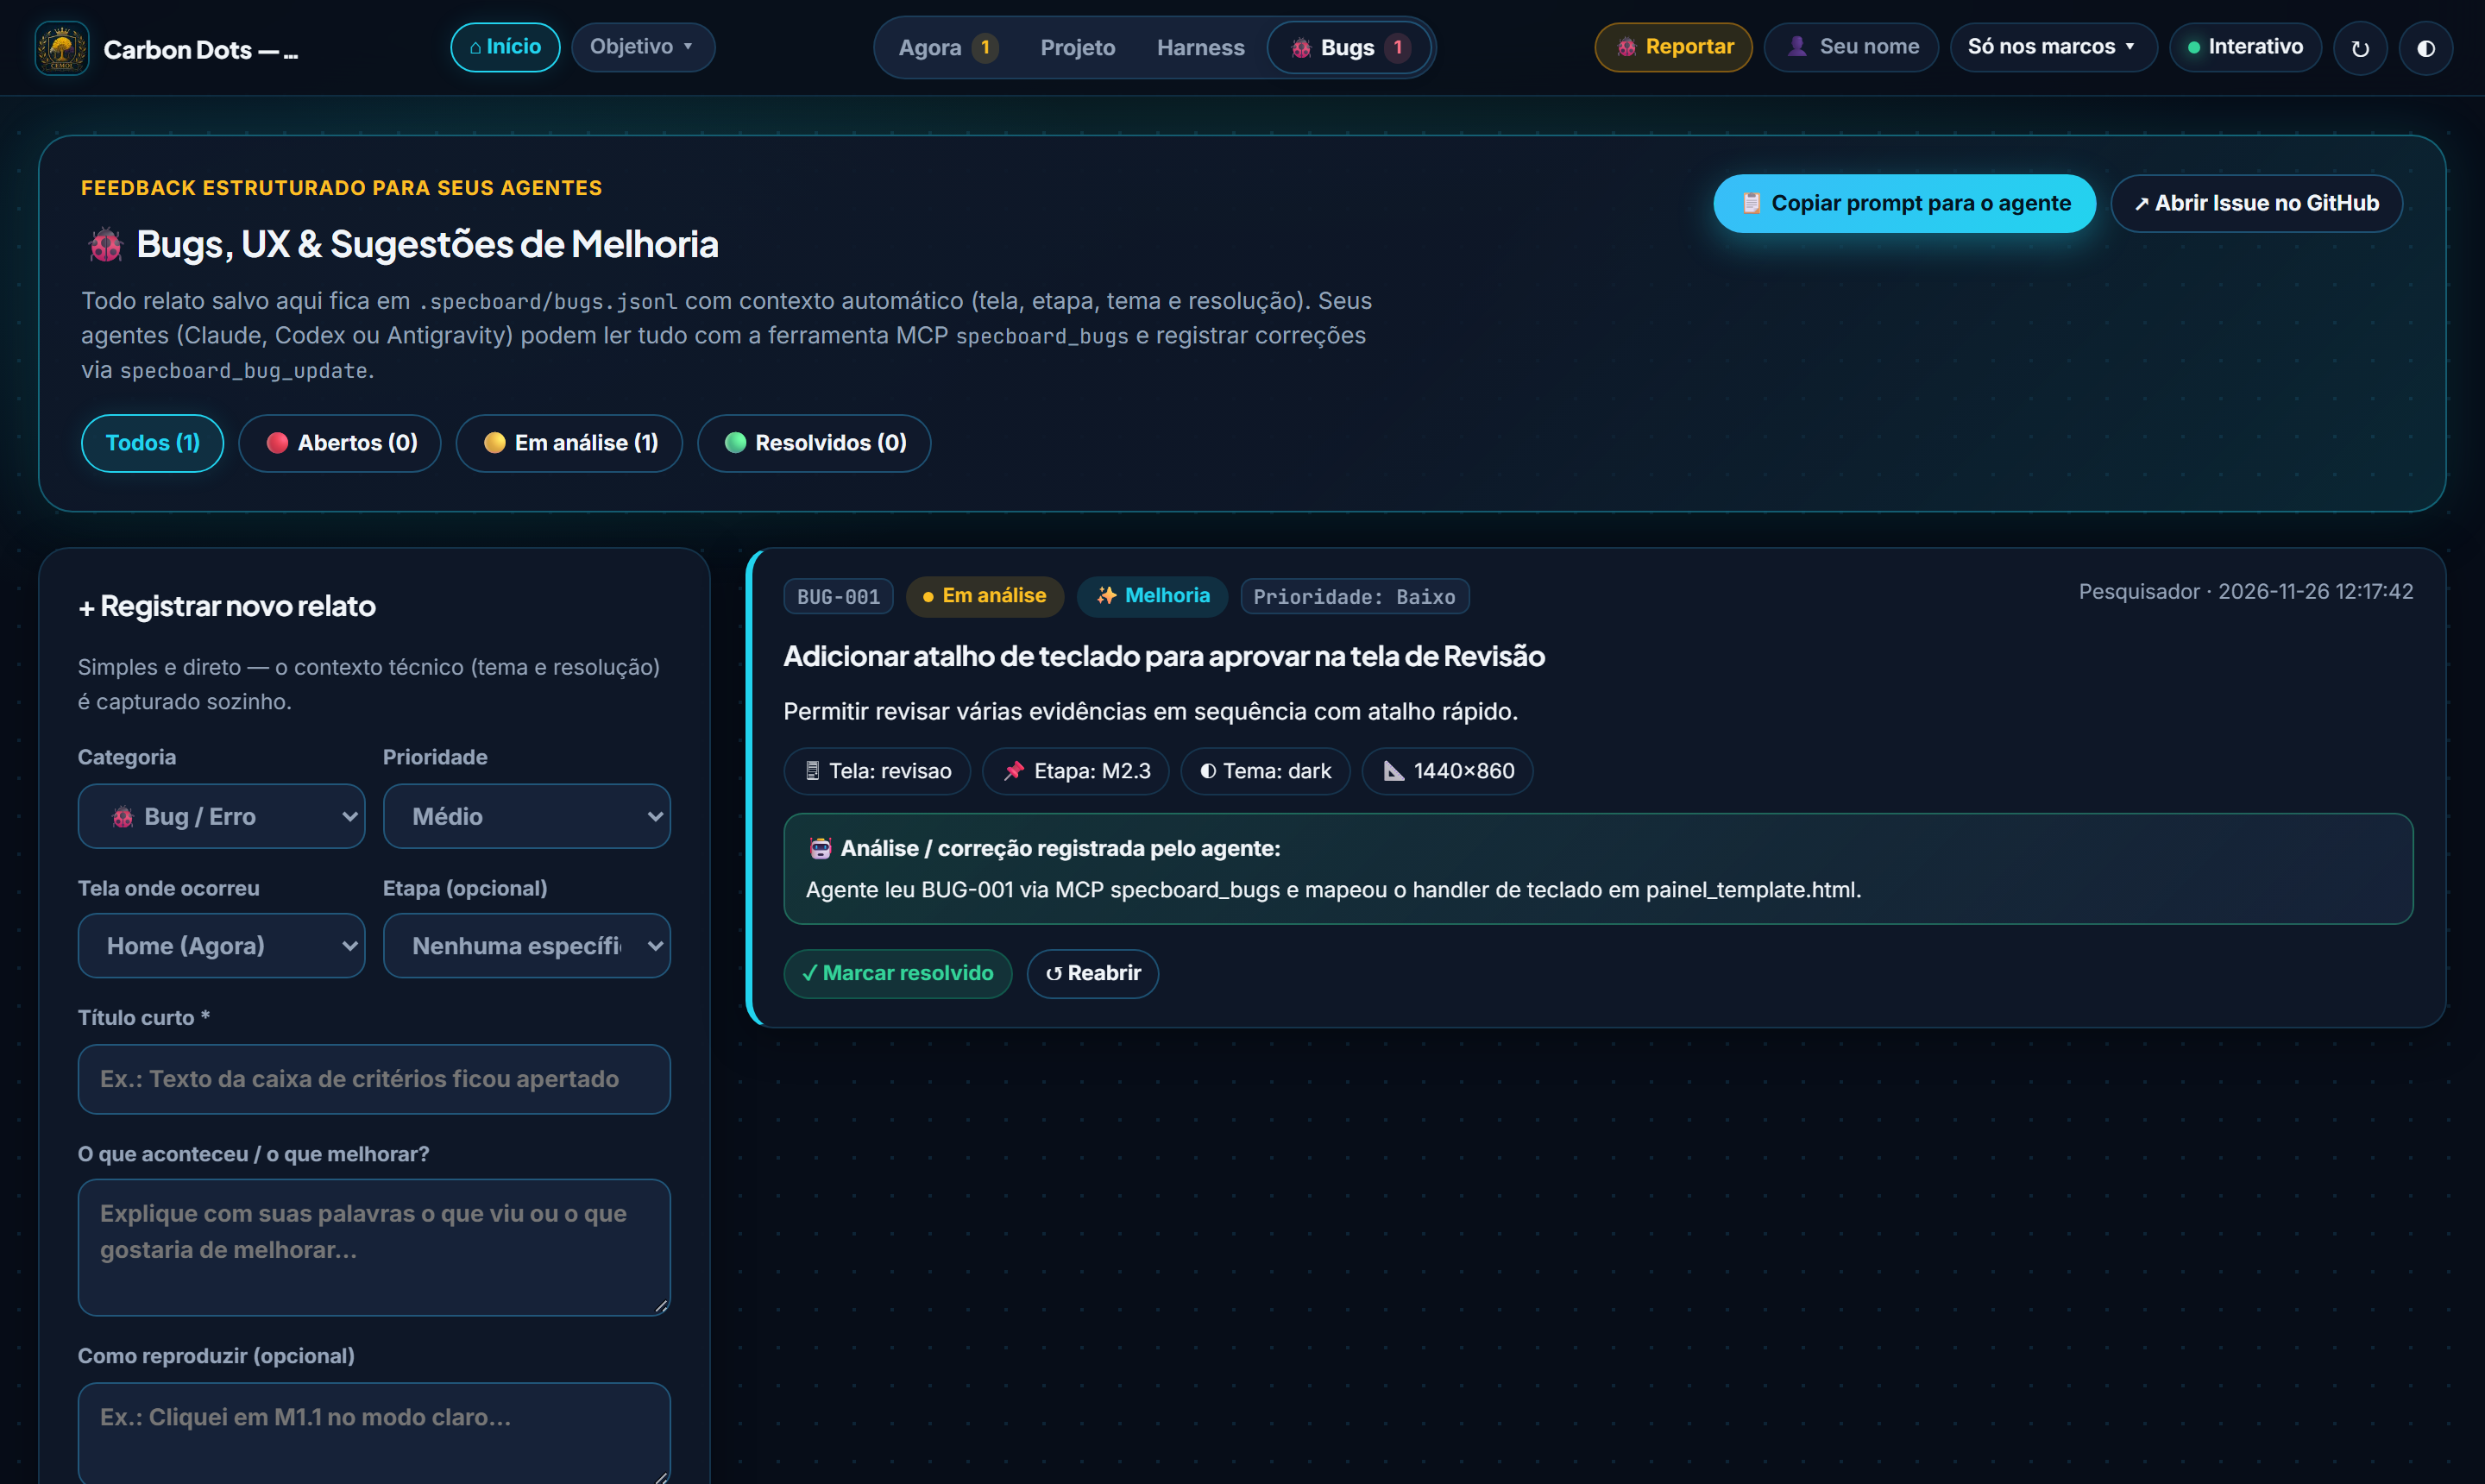 Carbon Dots — ...
⌂ Início
Objetivo ▾
Agora 1
Projeto
Harness
🐞 Bugs 1
🐞 Reportar
👤 Seu nome
Só nos marcos ▾
● Interativo
↻
◐
FEEDBACK ESTRUTURADO PARA SEUS AGENTES
🐞 Bugs, UX & Sugestões de Melhoria
📋 Copiar prompt para o agente
↗ Abrir Issue no GitHub
Todo relato salvo aqui fica em .specboard/bugs.jsonl com contexto automático (tela, etapa, tema e resolução). Seus
agentes (Claude, Codex ou Antigravity) podem ler tudo com a ferramenta MCP specboard_bugs e registrar correções
via specboard_bug_update.
Todos (1)
🔴 Abertos (0)
🟡 Em análise (1)
🟢 Resolvidos (0)
+ Registrar novo relato
Simples e direto — o contexto técnico (tema e resolução)
é capturado sozinho.
Categoria
Prioridade
🐞 Bug / Erro
Médio
Tela onde ocorreu
Etapa (opcional)
Home (Agora)
Nenhuma específi
Título curto *
Ex.: Texto da caixa de critérios ficou apertado
O que aconteceu / o que melhorar?
Explique com suas palavras o que viu ou o que
gostaria de melhorar...
Como reproduzir (opcional)
Ex.: Cliquei em M1.1 no modo claro...
BUG-001
● Em análise
✨ Melhoria
Prioridade: Baixo
Pesquisador · 2026-11-26 12:17:42
Adicionar atalho de teclado para aprovar na tela de Revisão
Permitir revisar várias evidências em sequência com atalho rápido.
Tela: revisao
📌 Etapa: M2.3
◐ Tema: dark
📐 1440×860
🤖 Análise / correção registrada pelo agente:
Agente leu BUG-001 via MCP specboard_bugs e mapeou o handler de teclado em painel_template.html.
✓ Marcar resolvido
↺ Reabrir